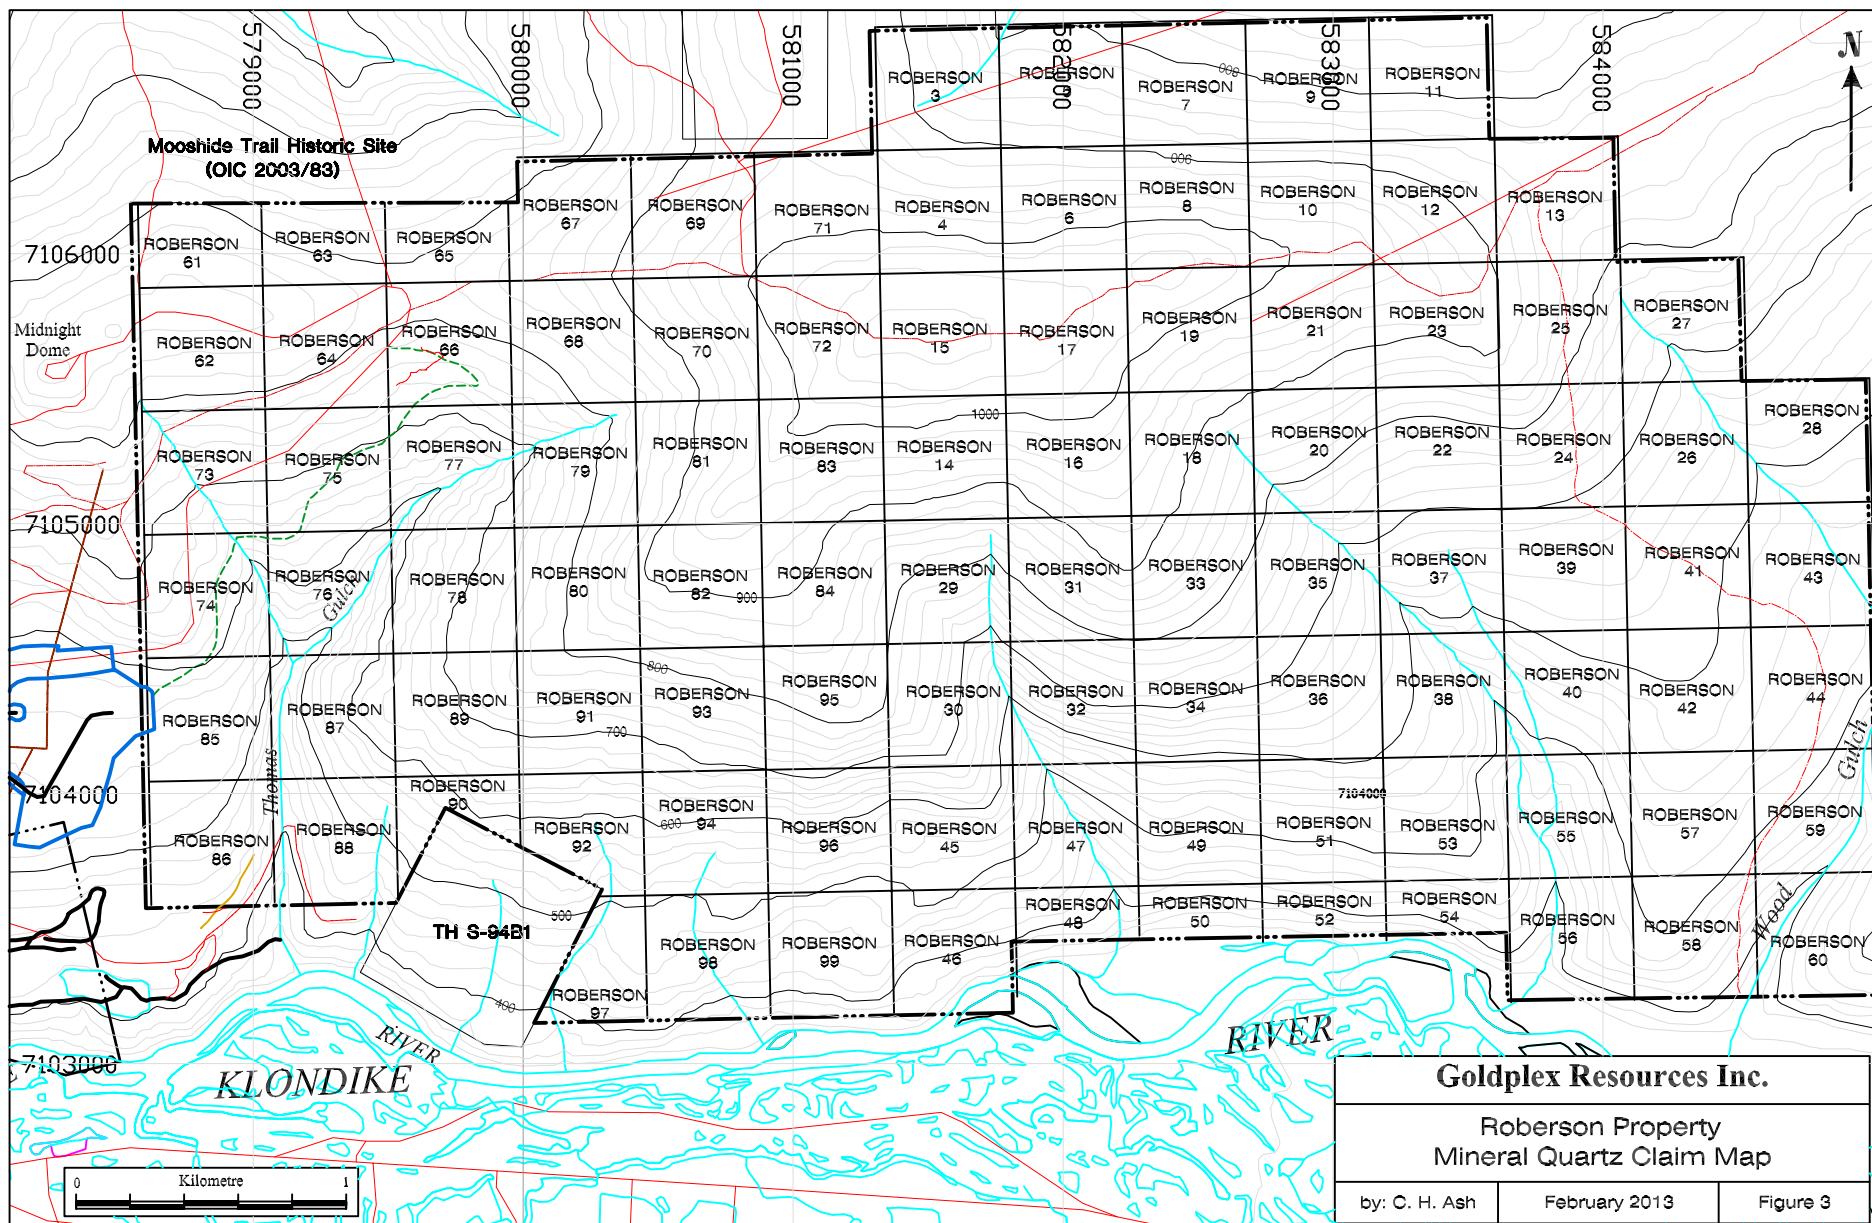 579000
580000
581000
582000
583000
584000
N
Mooshide Trail Historic Site
(OIC 2003/83)
ROBERSON
3
ROBERSON
ROBERSON
7
ROBERSON
9
ROBERSON
11
800
900
ROBERSON
67
ROBERSON
69
ROBERSON
71
ROBERSON
4
ROBERSON
6
ROBERSON
8
ROBERSON
10
ROBERSON
12
ROBERSON
13
7106000
ROBERSON
61
ROBERSON
63
ROBERSON
65
Midnight
Dome
ROBERSON
62
ROBERSON
64
ROBERSON
66
ROBERSON
68
ROBERSON
70
ROBERSON
72
ROBERSON
15
ROBERSON
17
ROBERSON
19
ROBERSON
21
ROBERSON
23
ROBERSON
25
ROBERSON
27
1000
ROBERSON
28
ROBERSON
73
ROBERSON
75
ROBERSON
77
ROBERSON
79
ROBERSON
81
ROBERSON
83
ROBERSON
14
ROBERSON
16
ROBERSON
18
ROBERSON
20
ROBERSON
22
ROBERSON
24
ROBERSON
26
7105000
ROBERSON
74
ROBERSON
76
Gulch
ROBERSON
78
ROBERSON
80
ROBERSON
82
900
ROBERSON
84
ROBERSON
29
ROBERSON
31
ROBERSON
33
ROBERSON
35
ROBERSON
37
ROBERSON
39
ROBERSON
41
ROBERSON
43
800
ROBERSON
85
ROBERSON
87
ROBERSON
89
ROBERSON
91
ROBERSON
93
ROBERSON
95
ROBERSON
30
ROBERSON
32
ROBERSON
34
ROBERSON
36
ROBERSON
38
ROBERSON
40
ROBERSON
42
ROBERSON
44
700
Thomas
Gulch
7104000
7104000
ROBERSON
86
ROBERSON
88
ROBERSON
90
ROBERSON
92
600
ROBERSON
94
ROBERSON
96
ROBERSON
45
ROBERSON
47
ROBERSON
49
ROBERSON
51
ROBERSON
53
ROBERSON
55
ROBERSON
57
ROBERSON
59
500
TH S-94B1
ROBERSON
98
ROBERSON
99
ROBERSON
46
ROBERSON
48
ROBERSON
50
ROBERSON
52
ROBERSON
54
ROBERSON
56
ROBERSON
58
Wood
ROBERSON
60
400
ROBERSON
97
RIVER
RIVER
7103000
KLONDIKE
0 Kilometre 1
Goldplex Resources Inc.
Roberson Property
Mineral Quartz Claim Map
by: C. H. Ash
February 2013
Figure 3